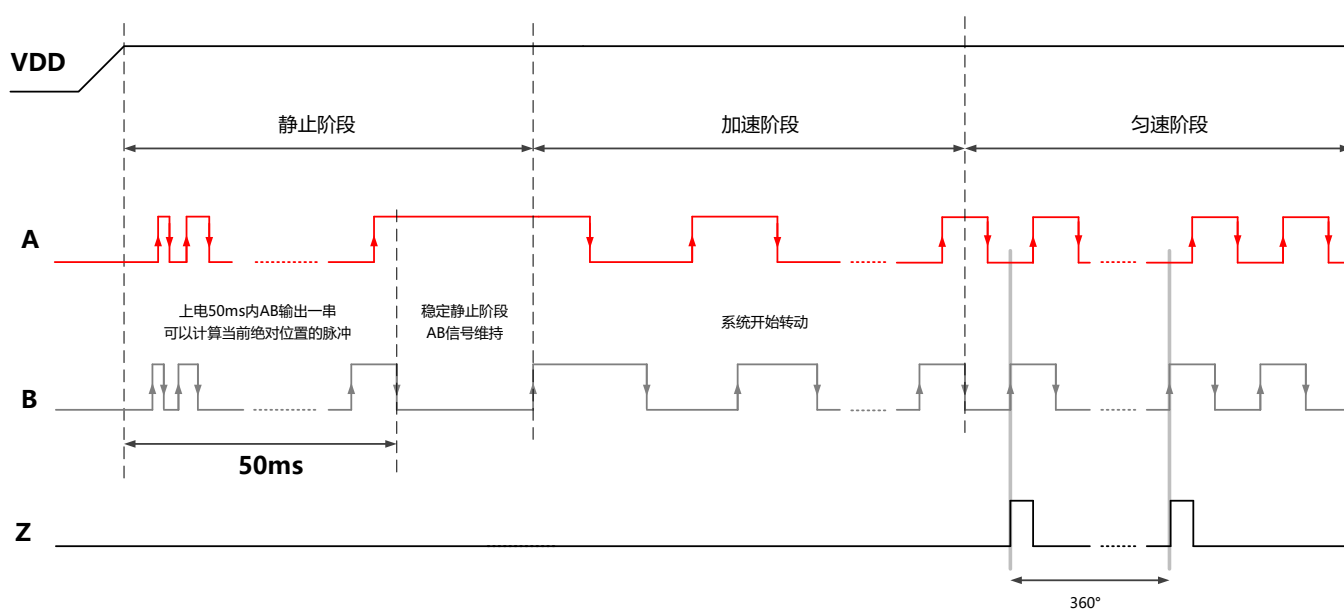 VDD
静止阶段
加速阶段
匀速阶段
A
上电50ms内AB输出一串
可以计算当前绝对位置的脉冲
稳定静止阶段
AB信号维持
系统开始转动
B
50ms
Z
360°